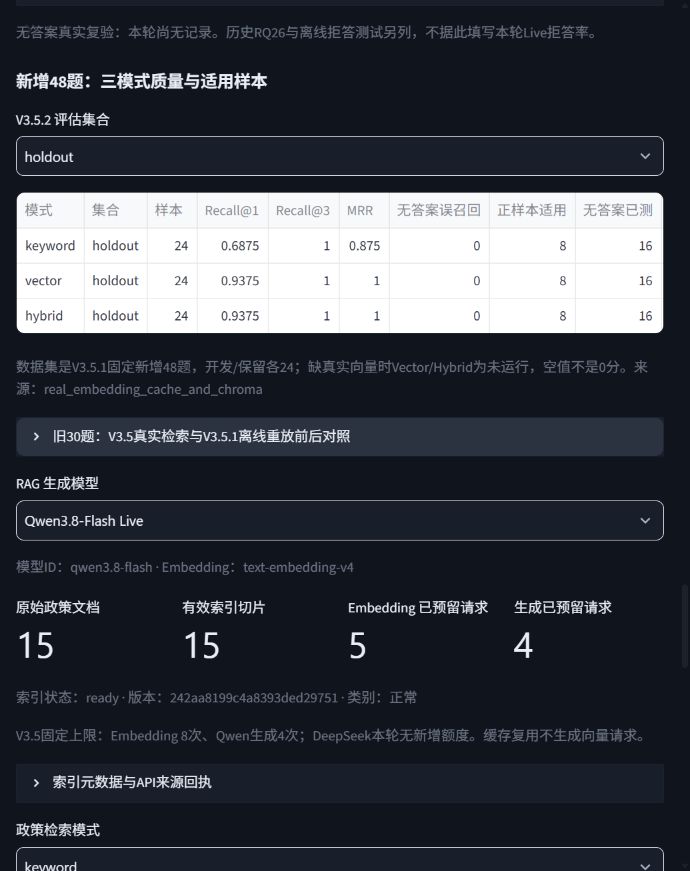 无答案真实复验：本轮尚无记录。历史RQ26与离线拒答测试另列，不据此填写本轮Live拒答率。
新增48题：三模式质量与适用样本
V3.5.2 评估集合
holdout
模式 集合 样本 Recall@1 Recall@3 MRR 无答案误召回 正样本适用 无答案已测
keyword holdout 24 0.6875 1 0.875 0 8 16
vector holdout 24 0.9375 1 1 0 8 16
hybrid holdout 24 0.9375 1 1 0 8 16
数据集是V3.5.1固定新增48题，开发/保留各24；缺真实向量时Vector/Hybrid为未运行，空值不是0分。来
源：real_embedding_cache_and_chroma
旧30题：V3.5真实检索与V3.5.1离线重放前后对照
RAG 生成模型
Qwen3.8-Flash Live
模型ID：qwen3.8-flash · Embedding：text-embedding-v4
原始政策文档 有效索引切片 Embedding 已预留请求 生成已预留请求
15 15 5 4
索引状态：ready · 版本：242aa8199c4a8393ded29751 · 类别：正常
V3.5固定上限：Embedding 8次、Qwen生成4次；DeepSeek本轮无新增额度。缓存复用不生成向量请求。
索引元数据与API来源回执
政策检索模式
keyword